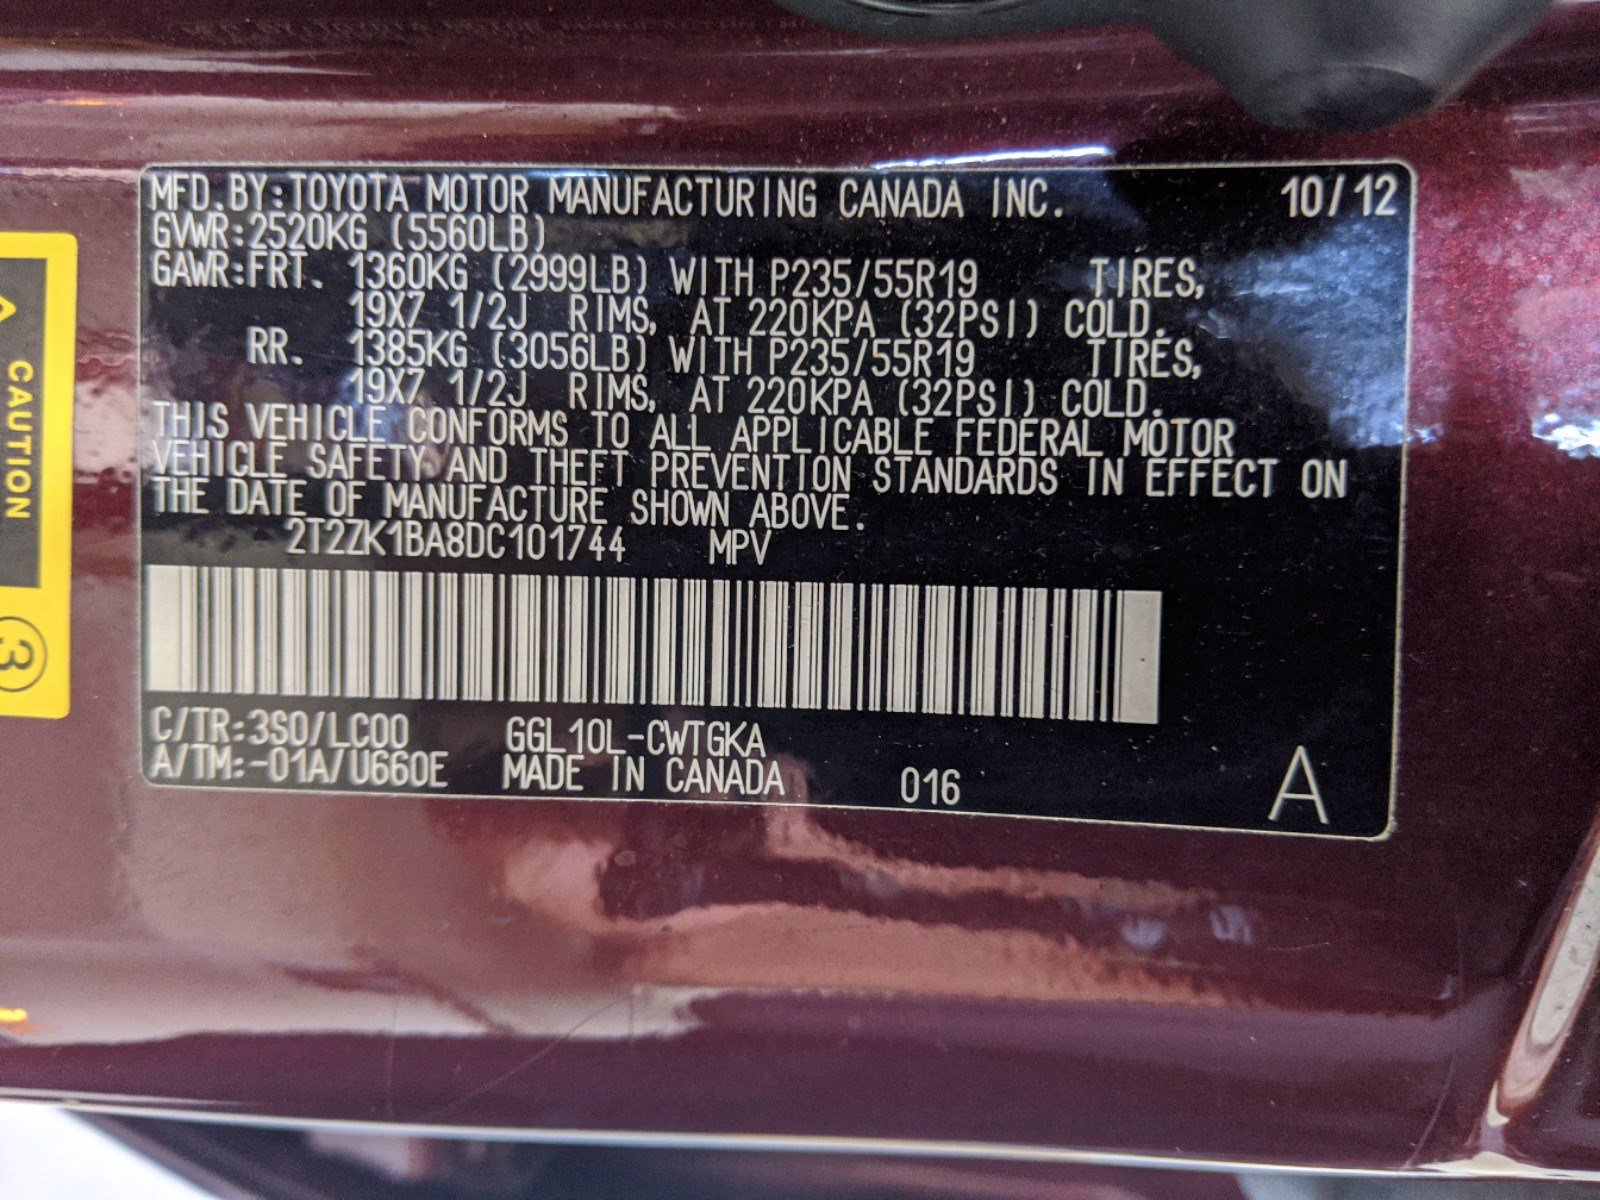 MFD.BY:TOYOTA MOTOR MANUFACTURING CANADA INC. 10/12
GVWR:2520KG (5560LB)
GAWR:FRT. 1360KG (2999LB) WITH P235/55R19 TIRES,
19X7 1/2J RIMS, AT 220KPA (32PSI) COLD.
RR. 1385KG (3056LB) WITH P235/55R19 TIRES,
19X7 1/2J RIMS, AT 220KPA (32PSI) COLD.
THIS VEHICLE CONFORMS TO ALL APPLICABLE FEDERAL MOTOR
VEHICLE SAFETY AND THEFT PREVENTION STANDARDS IN EFFECT ON
THE DATE OF MANUFACTURE SHOWN ABOVE.
2T2ZK1BA8DC101744 MPV
C/TR:3S0/LC00 GGL10L-CWTGKA
A/TM:-01A/U660E MADE IN CANADA 016 A
CAUTION
3